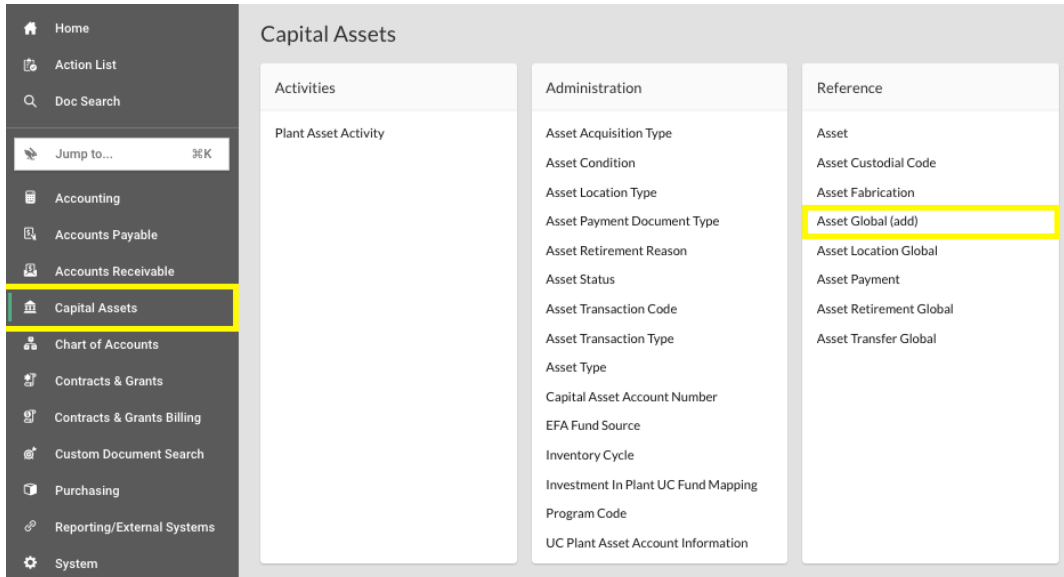 Home
Action List
Doc Search
Jump to... ⌘K
Accounting
Accounts Payable
Accounts Receivable
Capital Assets
Chart of Accounts
Contracts & Grants
Contracts & Grants Billing
Custom Document Search
Purchasing
Reporting/External Systems
System
Capital Assets
Activities
Plant Asset Activity
Administration
Asset Acquisition Type
Asset Condition
Asset Location Type
Asset Payment Document Type
Asset Retirement Reason
Asset Status
Asset Transaction Code
Asset Transaction Type
Asset Type
Capital Asset Account Number
EFA Fund Source
Inventory Cycle
Investment In Plant UC Fund Mapping
Program Code
UC Plant Asset Account Information
Reference
Asset
Asset Custodial Code
Asset Fabrication
Asset Global (add)
Asset Location Global
Asset Payment
Asset Retirement Global
Asset Transfer Global